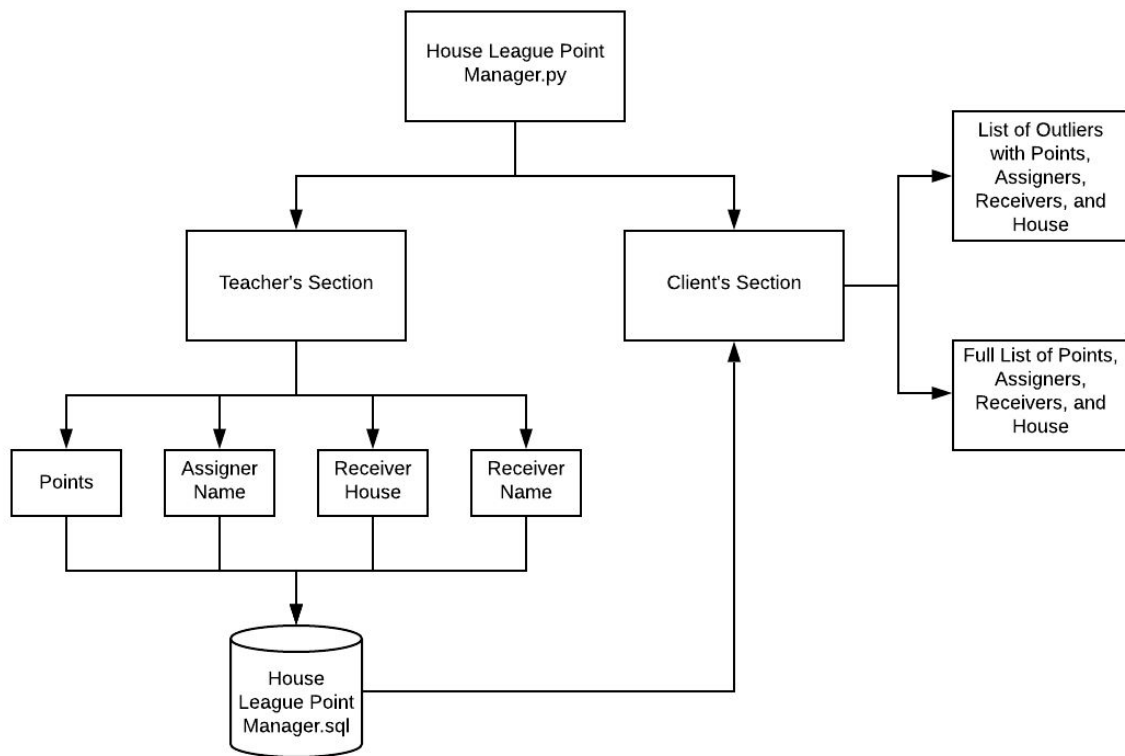 House League Point
Manager.py
List of Outliers
with Points,
Assigners,
Receivers, and
House
Teacher's Section
Client's Section
Full List of Points,
Assigners,
Receivers, and
House
Points
Assigner
Name
Receiver
House
Receiver
Name
House
League Point
Manager.sql